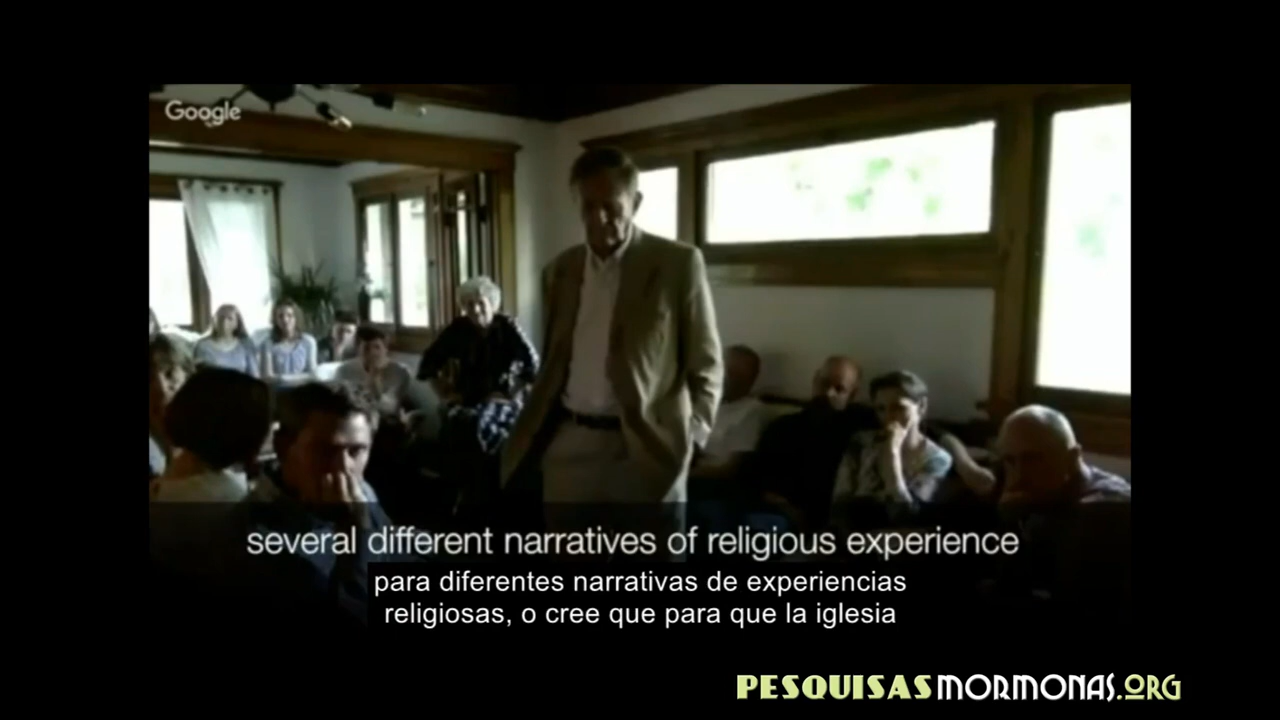 Google
several different narratives of religious experience
para diferentes narrativas de experiencias
religiosas, o cree que para que la iglesia
PESQUISASMORMONAS.ORG